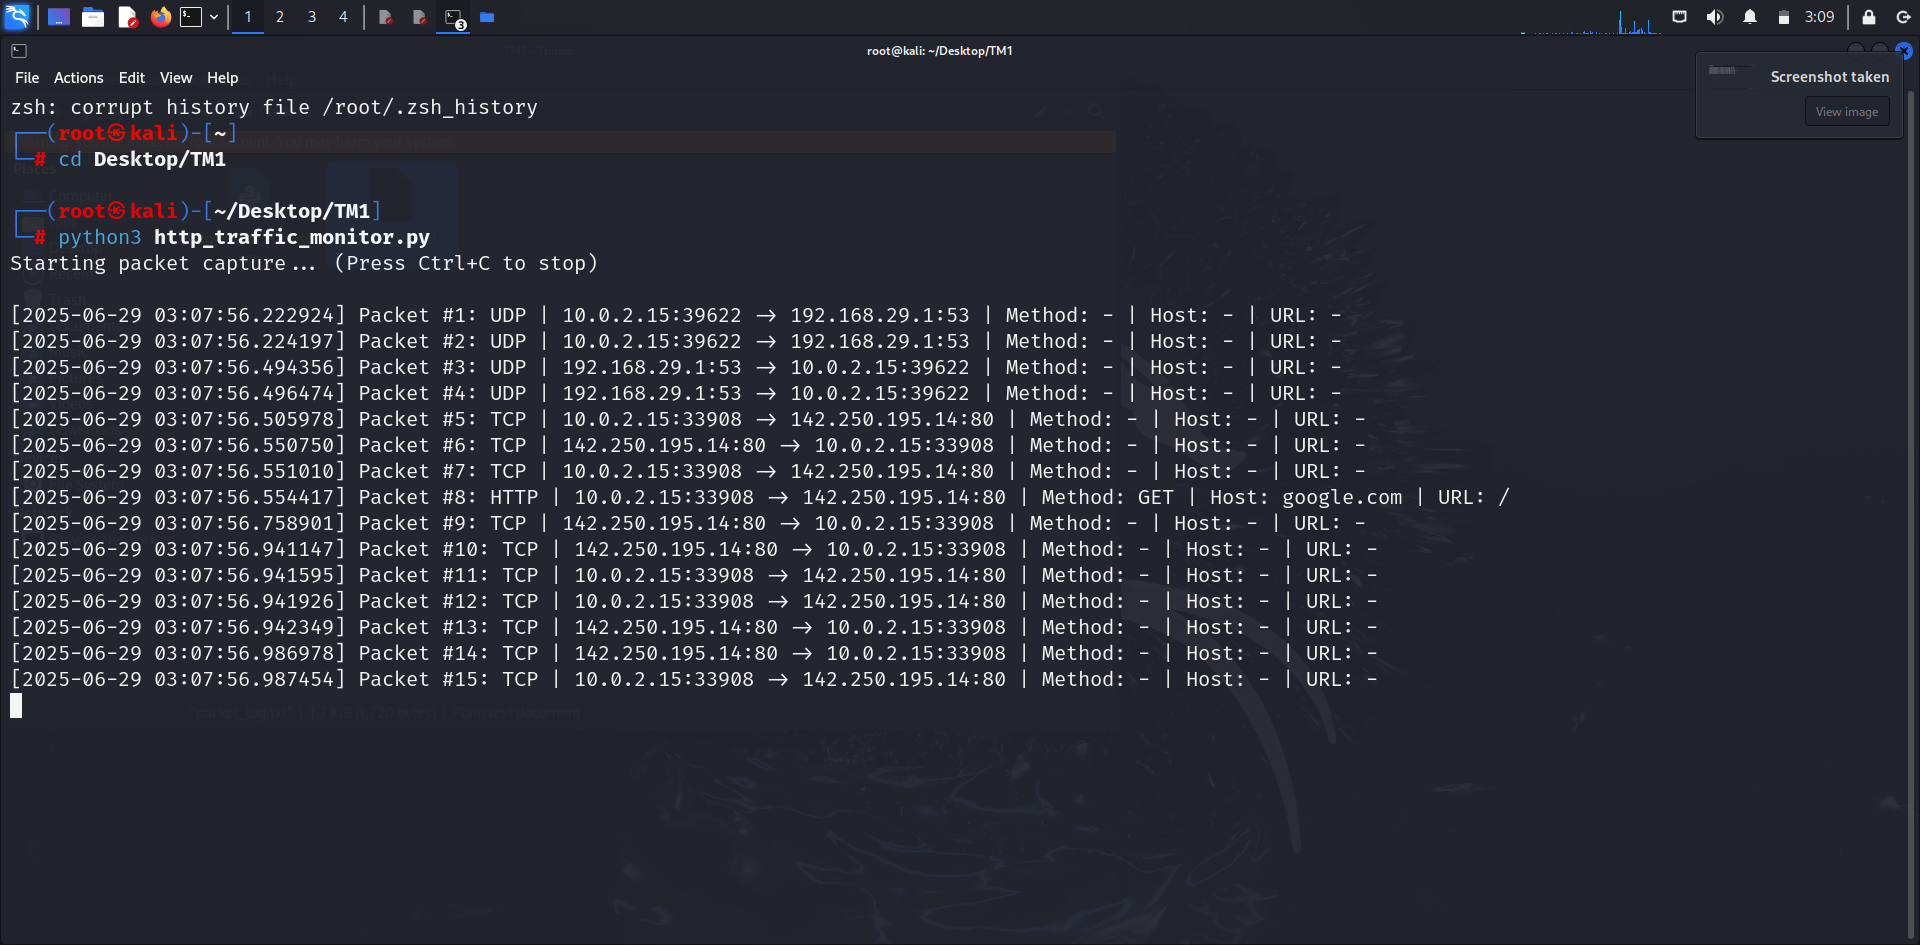 1 2 3 4 3 3:09
root@kali: ~/Desktop/TM1
File Actions Edit View Help
Screenshot taken
View image
zsh: corrupt history file /root/.zsh_history
┌──(root㉿kali)-[~]
└─# cd Desktop/TM1
┌──(root㉿kali)-[~/Desktop/TM1]
└─# python3 http_traffic_monitor.py
Starting packet capture... (Press Ctrl+C to stop)
[2025-06-29 03:07:56.222924] Packet #1: UDP | 10.0.2.15:39622 → 192.168.29.1:53 | Method: - | Host: - | URL: -
[2025-06-29 03:07:56.224197] Packet #2: UDP | 10.0.2.15:39622 → 192.168.29.1:53 | Method: - | Host: - | URL: -
[2025-06-29 03:07:56.494356] Packet #3: UDP | 192.168.29.1:53 → 10.0.2.15:39622 | Method: - | Host: - | URL: -
[2025-06-29 03:07:56.496474] Packet #4: UDP | 192.168.29.1:53 → 10.0.2.15:39622 | Method: - | Host: - | URL: -
[2025-06-29 03:07:56.505978] Packet #5: TCP | 10.0.2.15:33908 → 142.250.195.14:80 | Method: - | Host: - | URL: -
[2025-06-29 03:07:56.550750] Packet #6: TCP | 142.250.195.14:80 → 10.0.2.15:33908 | Method: - | Host: - | URL: -
[2025-06-29 03:07:56.551010] Packet #7: TCP | 10.0.2.15:33908 → 142.250.195.14:80 | Method: - | Host: - | URL: -
[2025-06-29 03:07:56.554417] Packet #8: HTTP | 10.0.2.15:33908 → 142.250.195.14:80 | Method: GET | Host: google.com | URL: /
[2025-06-29 03:07:56.758901] Packet #9: TCP | 142.250.195.14:80 → 10.0.2.15:33908 | Method: - | Host: - | URL: -
[2025-06-29 03:07:56.941147] Packet #10: TCP | 142.250.195.14:80 → 10.0.2.15:33908 | Method: - | Host: - | URL: -
[2025-06-29 03:07:56.941595] Packet #11: TCP | 10.0.2.15:33908 → 142.250.195.14:80 | Method: - | Host: - | URL: -
[2025-06-29 03:07:56.941926] Packet #12: TCP | 10.0.2.15:33908 → 142.250.195.14:80 | Method: - | Host: - | URL: -
[2025-06-29 03:07:56.942349] Packet #13: TCP | 142.250.195.14:80 → 10.0.2.15:33908 | Method: - | Host: - | URL: -
[2025-06-29 03:07:56.986978] Packet #14: TCP | 142.250.195.14:80 → 10.0.2.15:33908 | Method: - | Host: - | URL: -
[2025-06-29 03:07:56.987454] Packet #15: TCP | 10.0.2.15:33908 → 142.250.195.14:80 | Method: - | Host: - | URL: -